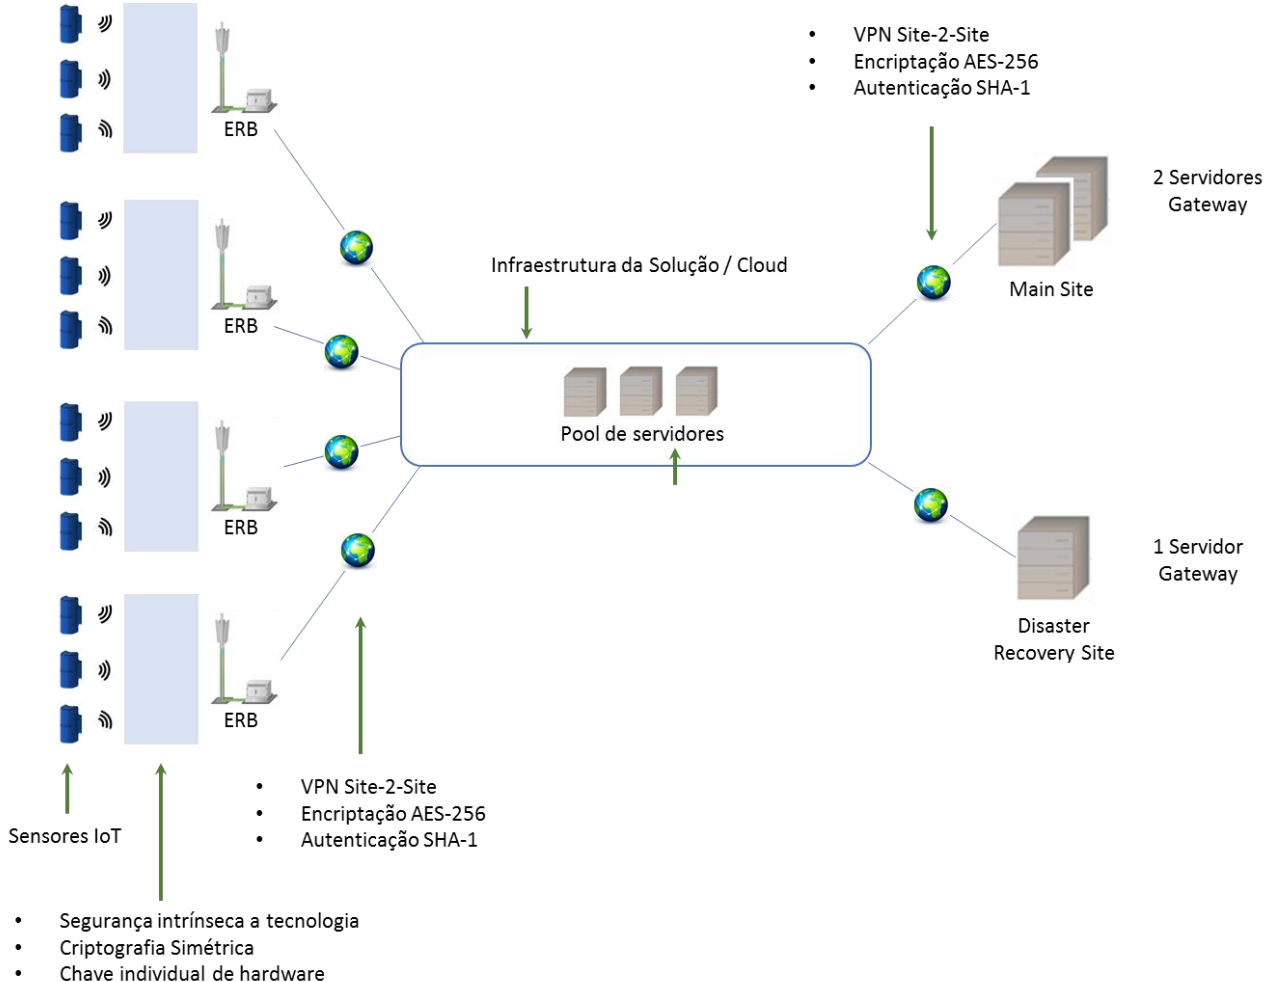 • VPN Site-2-Site
• Encriptação AES-256
• Autenticação SHA-1
ERB
2 Servidores
Gateway
Infraestrutura da Solução / Cloud
Main Site
ERB
Pool de servidores
ERB
1 Servidor
Gateway
Disaster
Recovery Site
ERB
• VPN Site-2-Site
• Encriptação AES-256
• Autenticação SHA-1
Sensores IoT
• Segurança intrínseca a tecnologia
• Criptografia Simétrica
• Chave individual de hardware